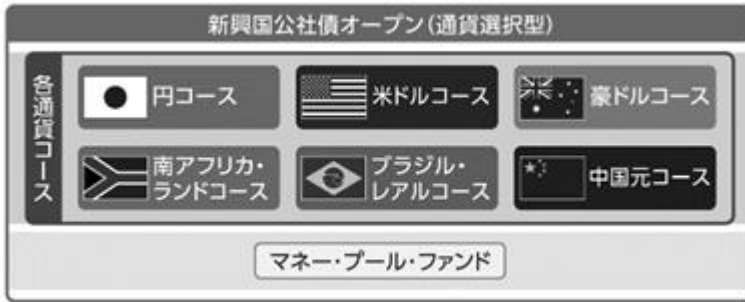 新興国公社債オープン(通貨選択型)
各通貨コース
円コース
米ドルコース
豪ドルコース
南アフリカ・
ランドコース
ブラジル・
レアルコース
中国元コース
マネー・プール・ファンド